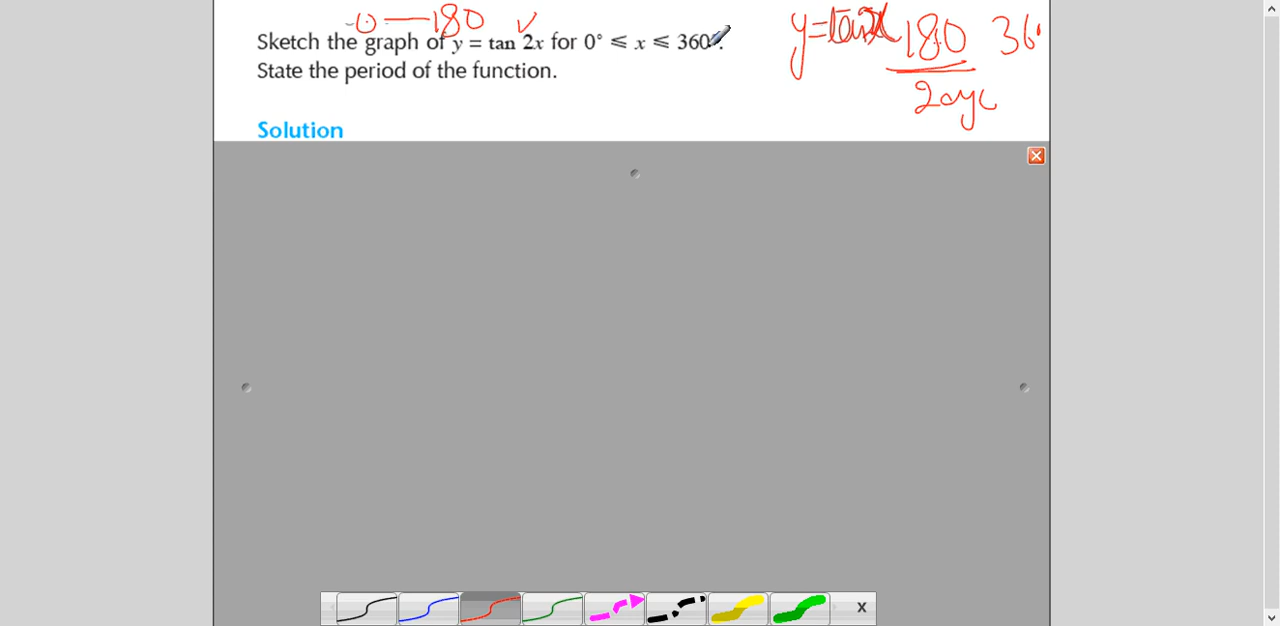 0 — 180
Sketch the graph of y = tan 2x for 0° ⩽ x ⩽ 360°.
State the period of the function.
Solution
y = tan 180 36
X